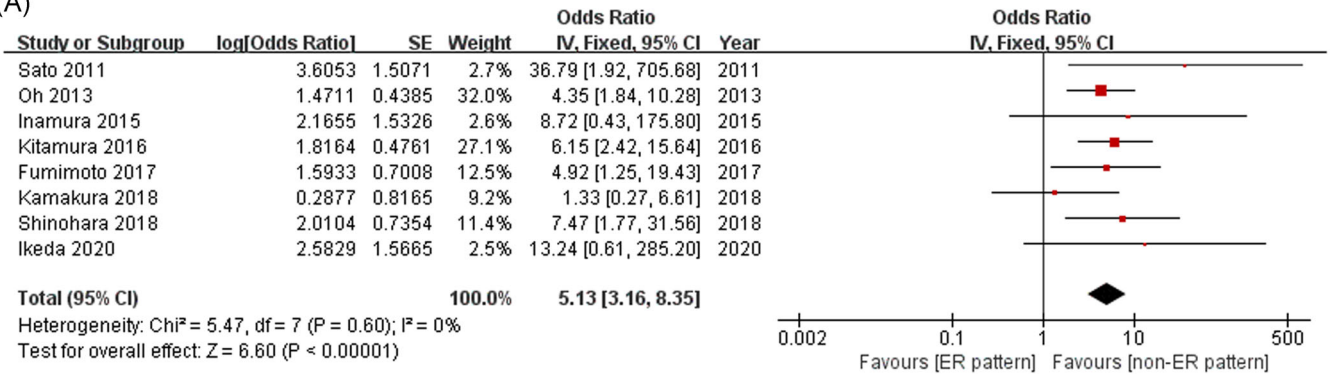 (A)
Odds Ratio Odds Ratio
Study or Subgroup log[Odds Ratio] SE Weight IV, Fixed, 95% CI Year IV, Fixed, 95% CI
Sato 2011 3.6053 1.5071 2.7% 36.79 [1.92, 705.68] 2011
Oh 2013 1.4711 0.4385 32.0% 4.35 [1.84, 10.28] 2013
Inamura 2015 2.1655 1.5326 2.6% 8.72 [0.43, 175.80] 2015
Kitamura 2016 1.8164 0.4761 27.1% 6.15 [2.42, 15.64] 2016
Fumimoto 2017 1.5933 0.7008 12.5% 4.92 [1.25, 19.43] 2017
Kamakura 2018 0.2877 0.8165 9.2% 1.33 [0.27, 6.61] 2018
Shinohara 2018 2.0104 0.7354 11.4% 7.47 [1.77, 31.56] 2018
Ikeda 2020 2.5829 1.5665 2.5% 13.24 [0.61, 285.20] 2020
Total (95% CI) 100.0% 5.13 [3.16, 8.35]
Heterogeneity: Chi² = 5.47, df = 7 (P = 0.60); I² = 0%
Test for overall effect: Z = 6.60 (P < 0.00001)
0.002 0.1 1 10 500
Favours [ER pattern] Favours [non-ER pattern]